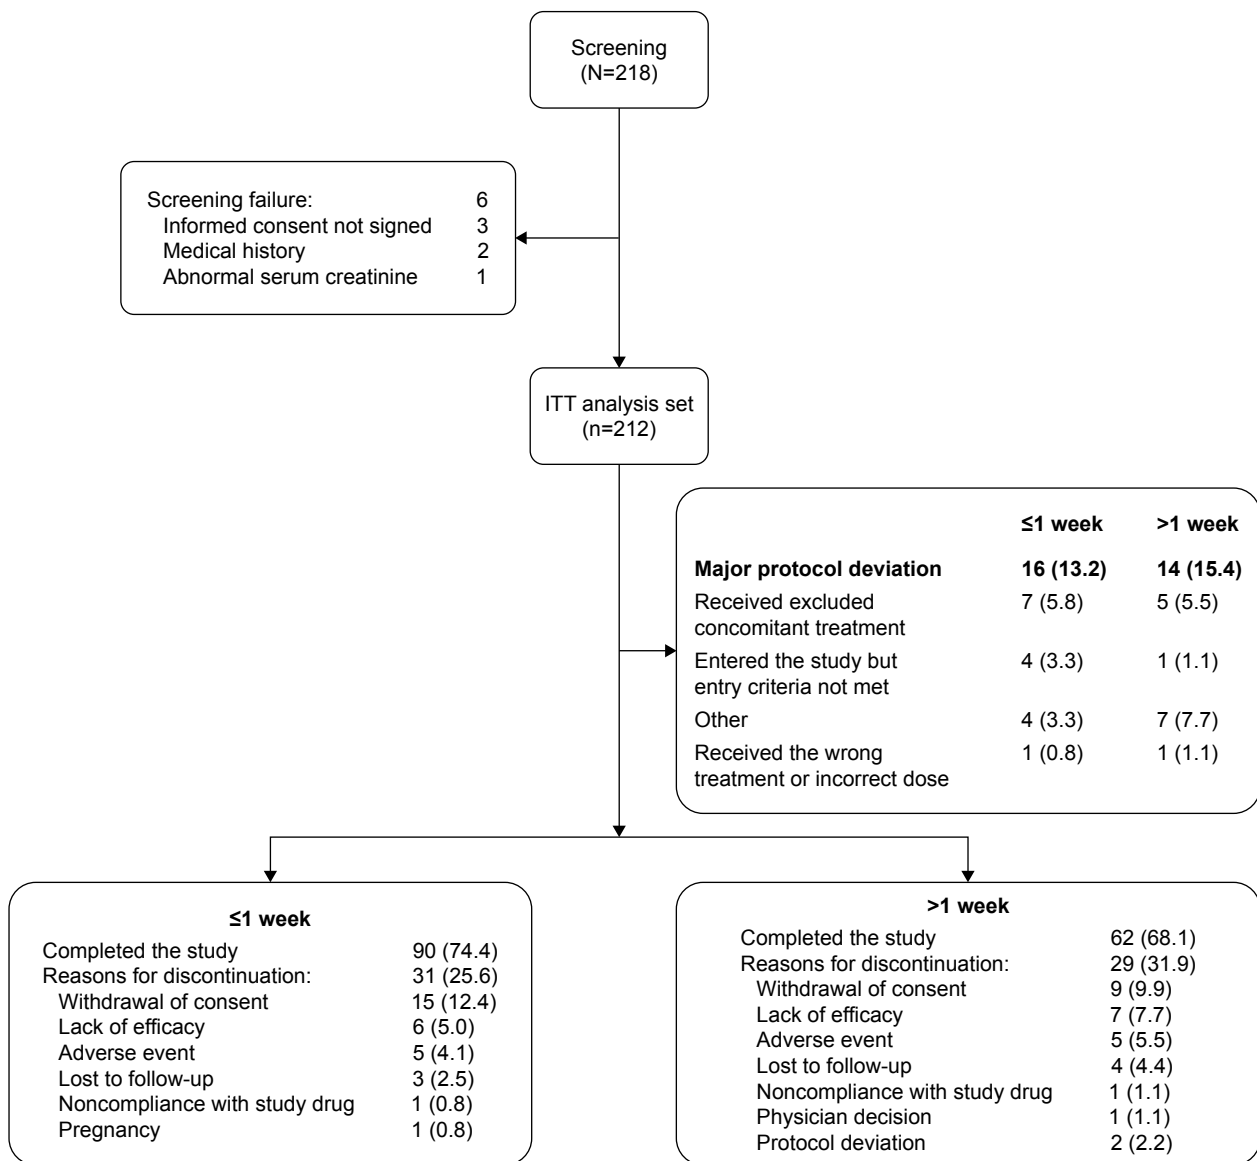 Screening
(N=218)
Screening failure: 6
Informed consent not signed 3
Medical history 2
Abnormal serum creatinine 1
ITT analysis set
(n=212)
≤1 week >1 week
Major protocol deviation 16 (13.2) 14 (15.4)
Received excluded 7 (5.8) 5 (5.5)
concomitant treatment
Entered the study but 4 (3.3) 1 (1.1)
entry criteria not met
Other 4 (3.3) 7 (7.7)
Received the wrong 1 (0.8) 1 (1.1)
treatment or incorrect dose
≤1 week
Completed the study 90 (74.4)
Reasons for discontinuation: 31 (25.6)
Withdrawal of consent 15 (12.4)
Lack of efficacy 6 (5.0)
Adverse event 5 (4.1)
Lost to follow-up 3 (2.5)
Noncompliance with study drug 1 (0.8)
Pregnancy 1 (0.8)
>1 week
Completed the study 62 (68.1)
Reasons for discontinuation: 29 (31.9)
Withdrawal of consent 9 (9.9)
Lack of efficacy 7 (7.7)
Adverse event 5 (5.5)
Lost to follow-up 4 (4.4)
Noncompliance with study drug 1 (1.1)
Physician decision 1 (1.1)
Protocol deviation 2 (2.2)